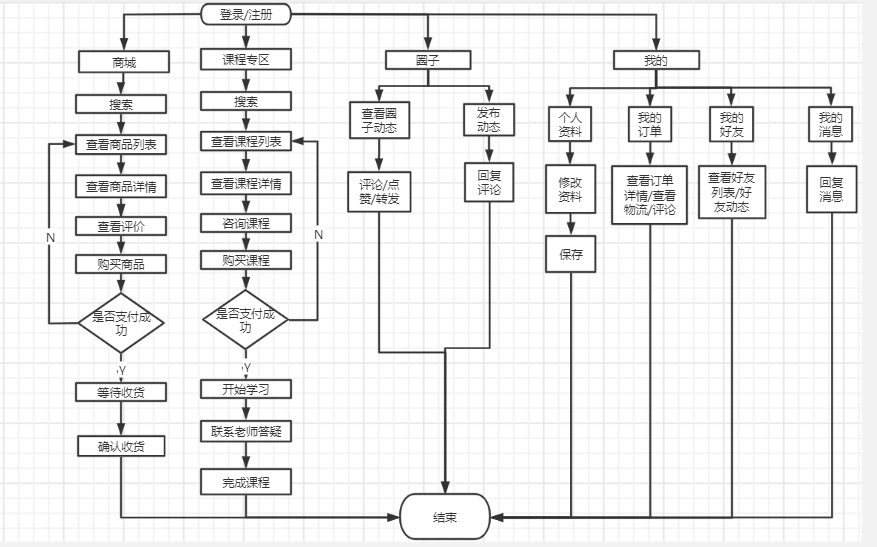 登录/注册
商城
搜索
查看商品列表
查看商品详情
查看评价
购买商品
是否支付成
功
N
Y
等待收货
确认收货
课程专区
搜索
查看课程列表
查看课程详情
咨询课程
购买课程
是否支付成
功
N
Y
开始学习
联系老师答疑
完成课程
圈子
查看圈
子动态
评论/点
赞/转发
发布
动态
回复
评论
我的
个人
资料
修改
资料
保存
我的
订单
查看订单
详情/查看
物流/评论
我的
好友
查看好友
列表/好
友动态
我的
消息
回复
消息
结束